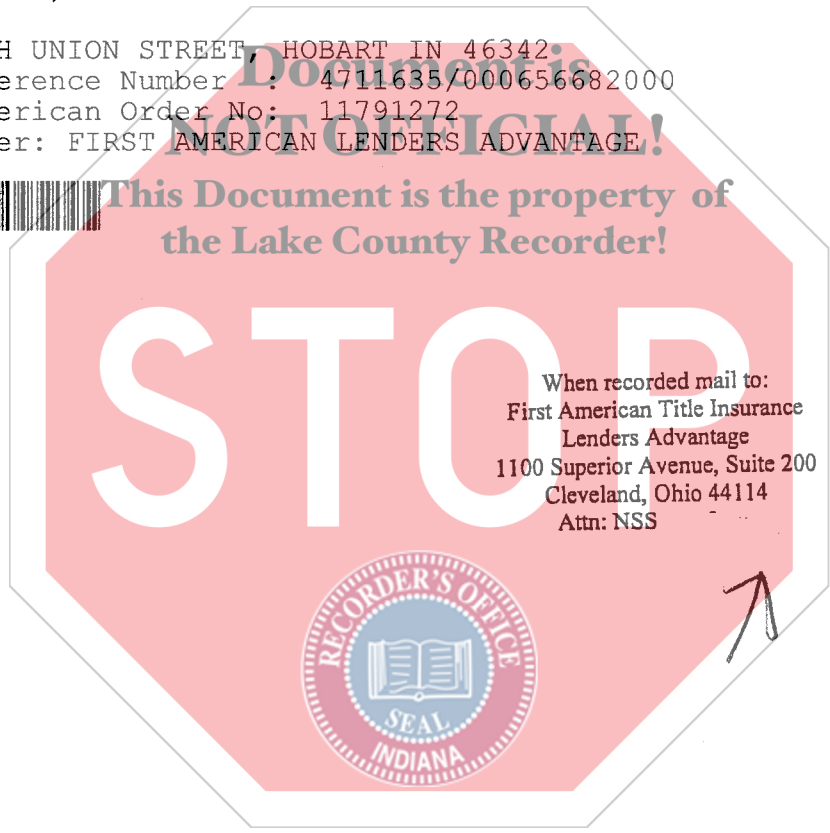 H UNION STREET, HOBART IN 46342
erence Number : 4711635/000656682000
erican Order No: 11791272
er: FIRST AMERICAN LENDERS ADVANTAGE
Document is
NOT OFFICIAL!
This Document is the property of
the Lake County Recorder!
STOP
When recorded mail to:
First American Title Insurance
Lenders Advantage
1100 Superior Avenue, Suite 200
Cleveland, Ohio 44114
Attn: NSS
RECORDER'S OFFICE
SEAL
INDIANA